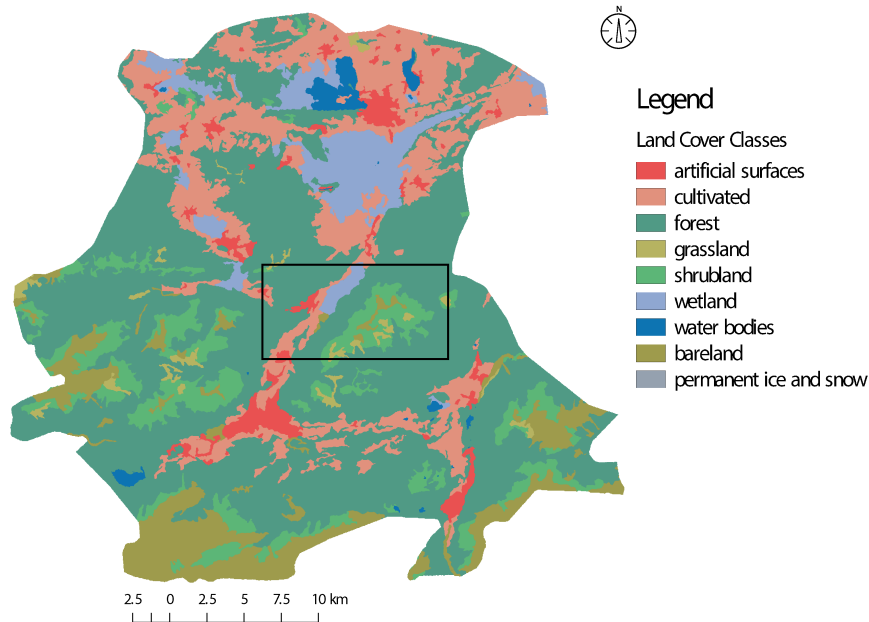 N
Legend
Land Cover Classes
artificial surfaces
cultivated
forest
grassland
shrubland
wetland
water bodies
bareland
permanent ice and snow
2.5 0 2.5 5 7.5 10 km